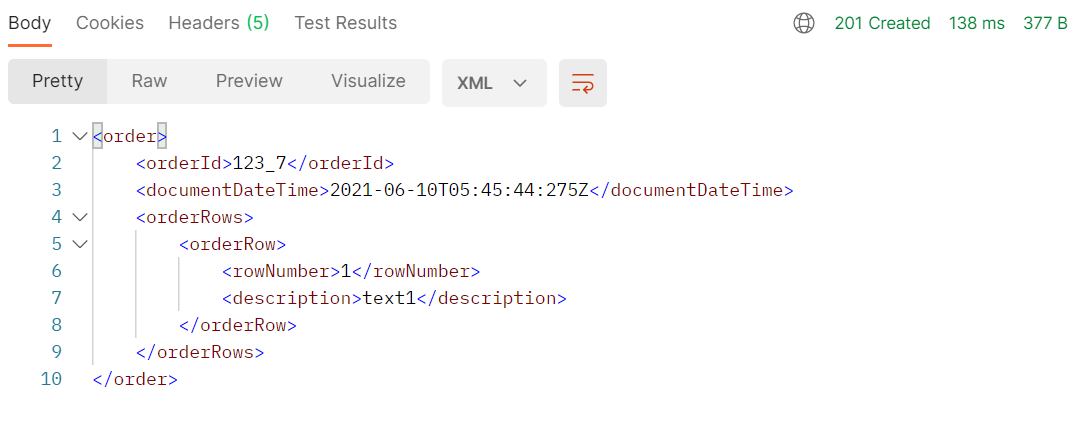 Body Cookies Headers (5) Test Results 201 Created 138 ms 377 B
Pretty Raw Preview Visualize XML
1 <order>
2 <orderId>123_7</orderId>
3 <documentDateTime>2021-06-10T05:45:44:275Z</documentDateTime>
4 <orderRows>
5 <orderRow>
6 <rowNumber>1</rowNumber>
7 <description>text1</description>
8 </orderRow>
9 </orderRows>
10 </order>